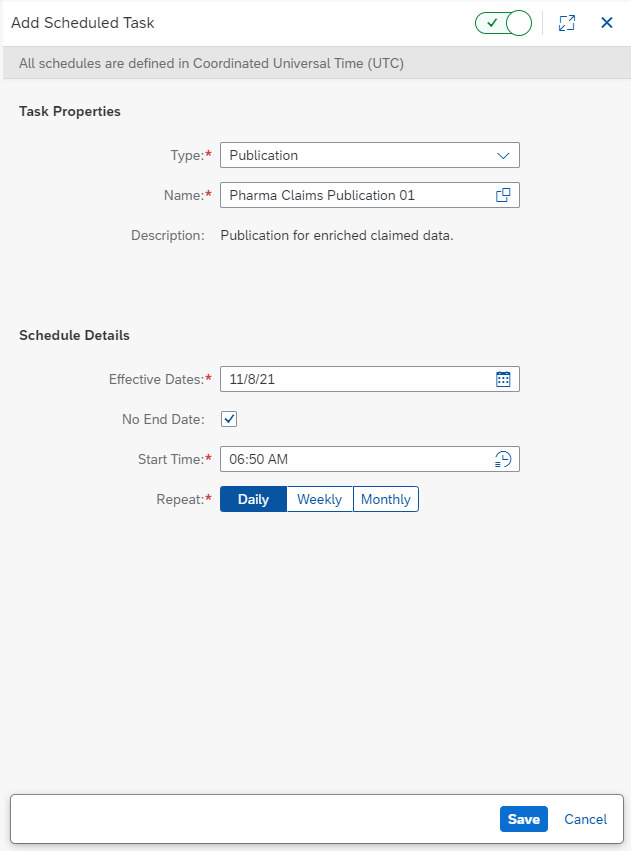 Add Scheduled Task
All schedules are defined in Coordinated Universal Time (UTC)
Task Properties
Type:* Publication
Name:* Pharma Claims Publication 01
Description: Publication for enriched claimed data.
Schedule Details
Effective Dates:* 11/8/21
No End Date:
Start Time:* 06:50 AM
Repeat:* Daily Weekly Monthly
Save Cancel